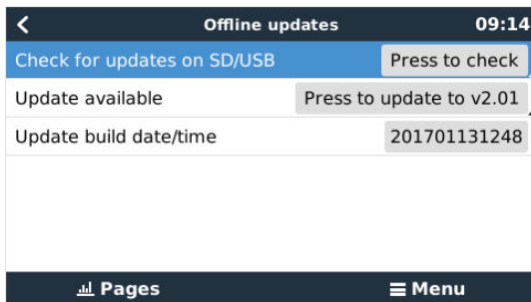 Offline updates 09:14
Check for updates on SD/USB Press to check
Update available Press to update to v2.01
Update build date/time 201701131248
Pages Menu